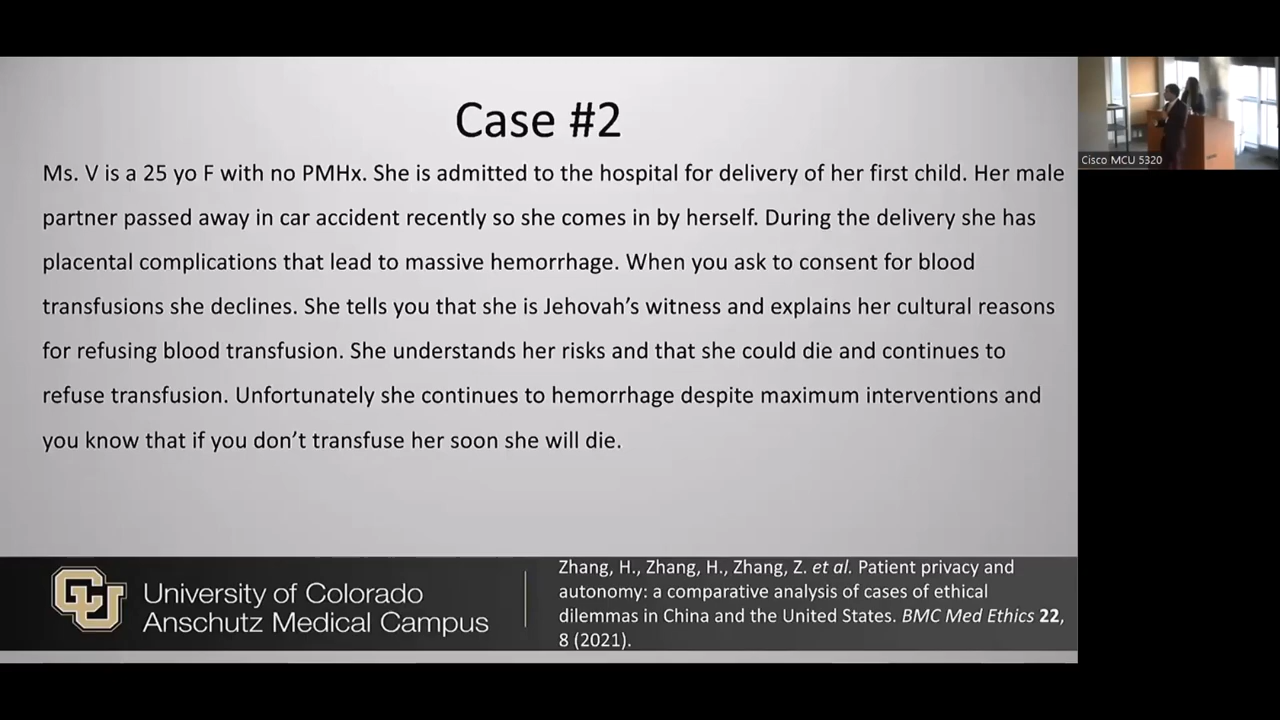 Case #2
Ms. V is a 25 yo F with no PMHx. She is admitted to the hospital for delivery of her first child. Her male
partner passed away in car accident recently so she comes in by herself. During the delivery she has
placental complications that lead to massive hemorrhage. When you ask to consent for blood
transfusions she declines. She tells you that she is Jehovah’s witness and explains her cultural reasons
for refusing blood transfusion. She understands her risks and that she could die and continues to
refuse transfusion. Unfortunately she continues to hemorrhage despite maximum interventions and
you know that if you don’t transfuse her soon she will die.
Cisco MCU 5320
CU
University of Colorado
Anschutz Medical Campus
Zhang, H., Zhang, H., Zhang, Z. et al. Patient privacy and
autonomy: a comparative analysis of cases of ethical
dilemmas in China and the United States. BMC Med Ethics 22,
8 (2021).